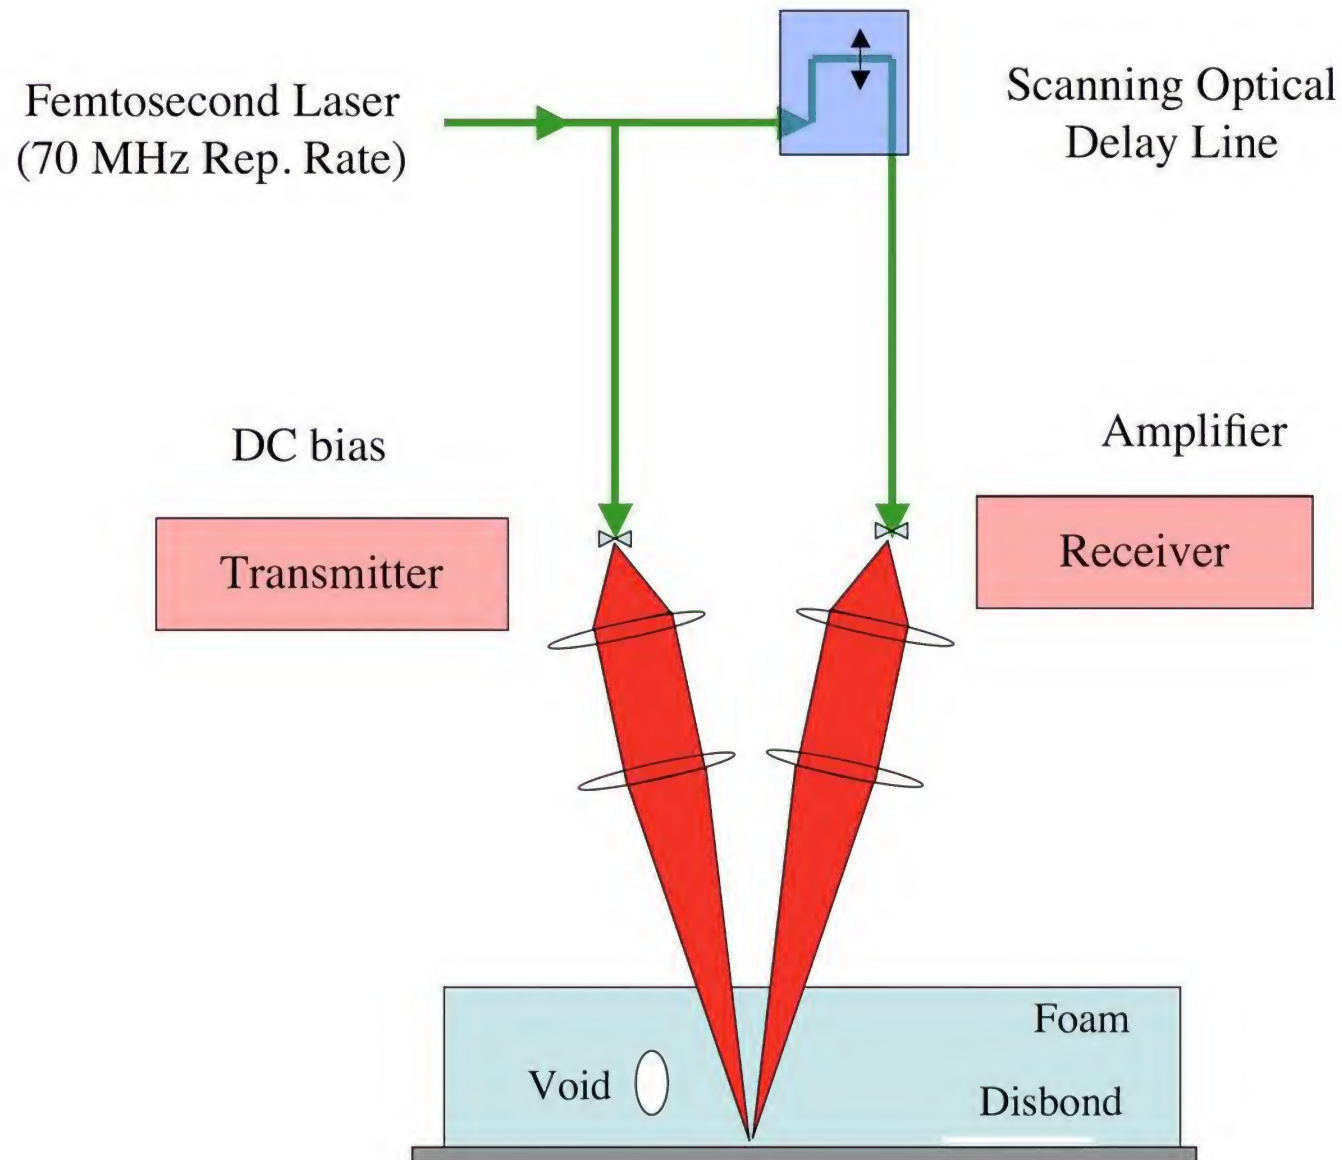 Femtosecond Laser
(70 MHz Rep. Rate)
Scanning Optical
Delay Line
DC bias
Amplifier
Transmitter
Receiver
Foam
Void
Disbond